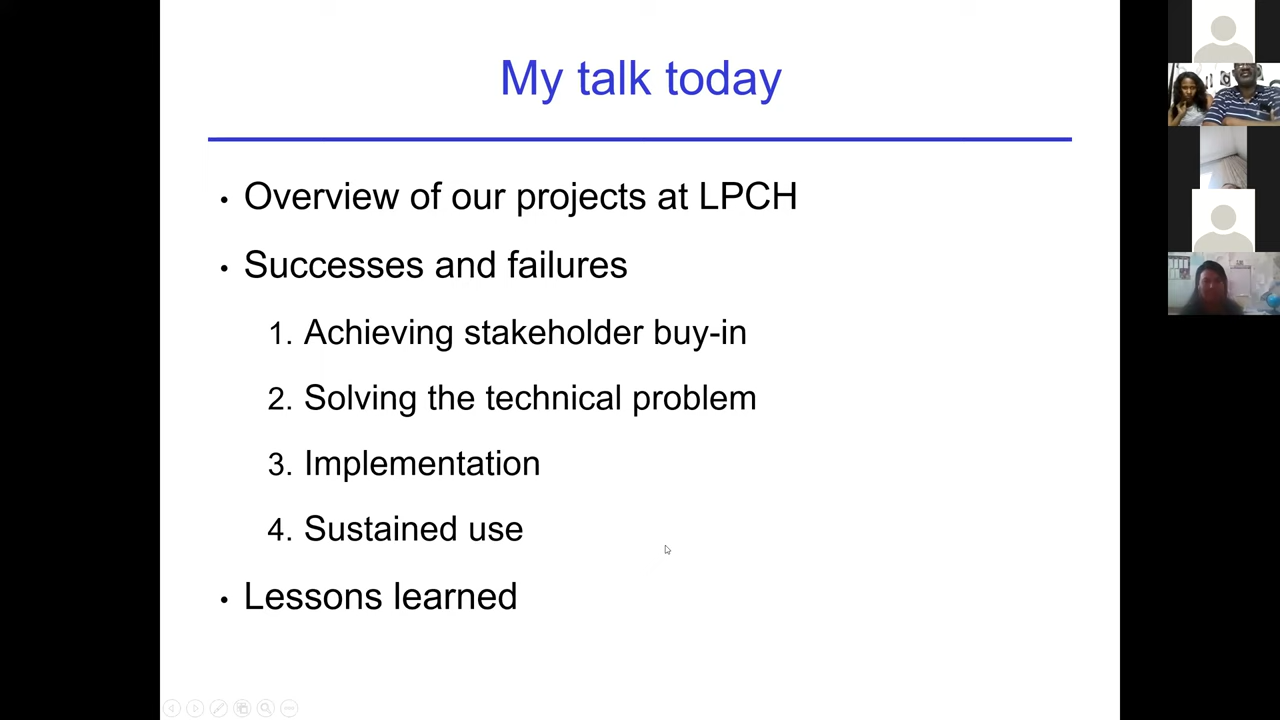 My talk today
• Overview of our projects at LPCH
• Successes and failures
1. Achieving stakeholder buy-in
2. Solving the technical problem
3. Implementation
4. Sustained use
• Lessons learned